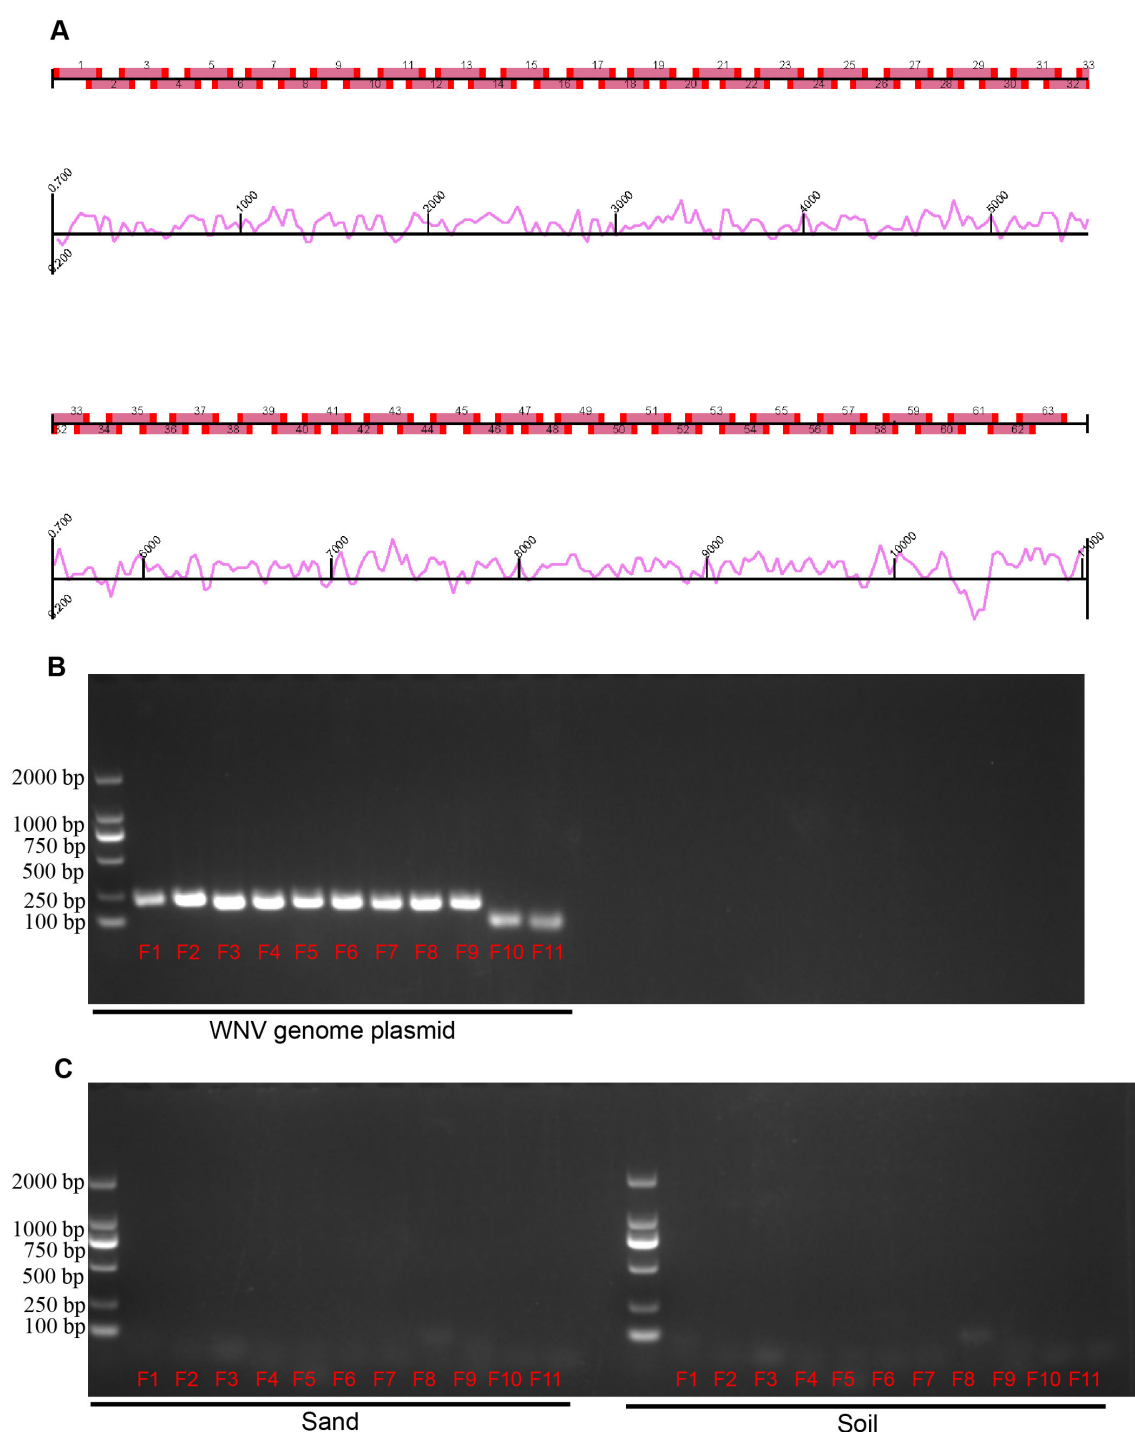 A
1 3 5 7 9 11 13 15 17 19 21 23 25 27 29 31 33
2 4 6 8 10 12 14 16 18 20 22 24 26 28 30 32
0.700 1000 2000 3000 4000 5000
0.200
33 35 37 39 41 43 45 47 49 51 53 55 57 59 61 63
32 34 36 38 40 42 44 46 48 50 52 54 56 58 60 62
0.700 6000 7000 8000 9000 10000 11000
0.200
B
2000 bp
1000 bp
750 bp
500 bp
250 bp
100 bp
F1 F2 F3 F4 F5 F6 F7 F8 F9 F10 F11
WNV genome plasmid
C
2000 bp
1000 bp
750 bp
500 bp
250 bp
100 bp
F1 F2 F3 F4 F5 F6 F7 F8 F9 F10 F11 F1 F2 F3 F4 F5 F6 F7 F8 F9 F10 F11
Sand Soil